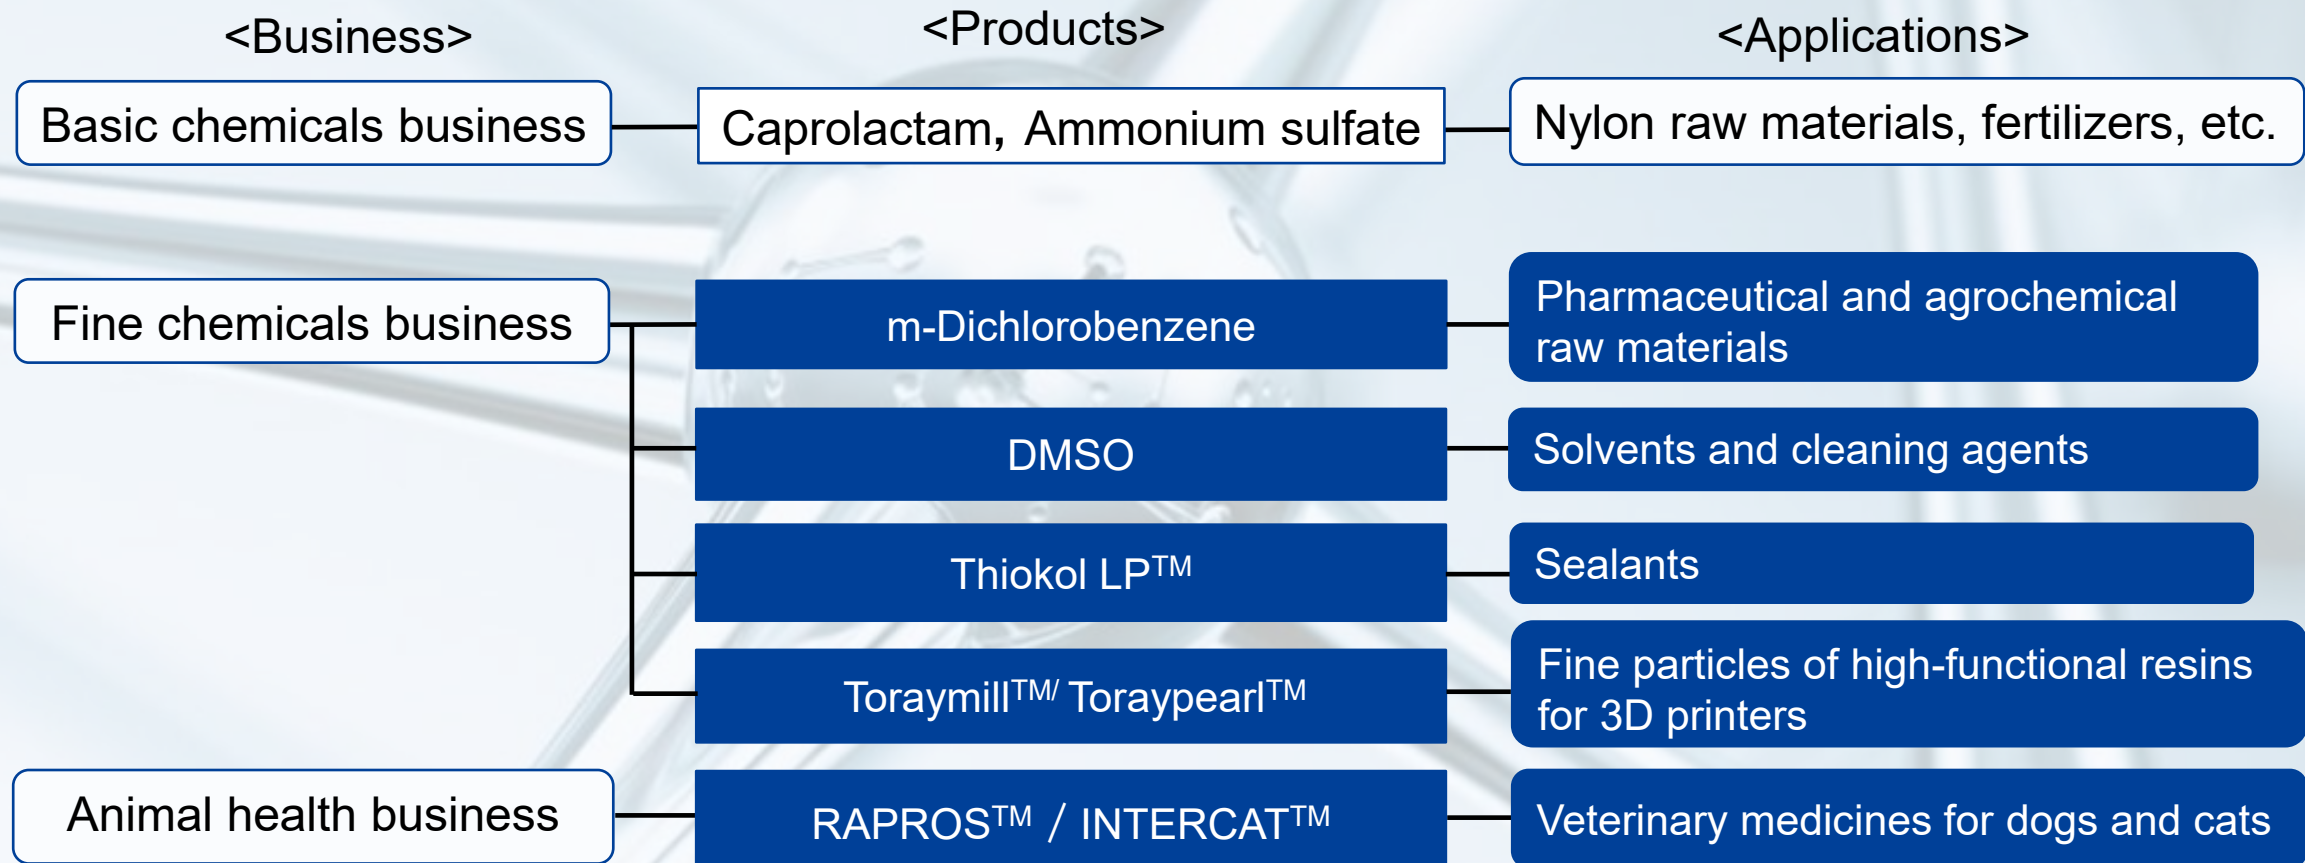 <Business>
<Products>
<Applications>
Basic chemicals business
Caprolactam, Ammonium sulfate
Nylon raw materials, fertilizers, etc.
Fine chemicals business
m-Dichlorobenzene
Pharmaceutical and agrochemical
raw materials
DMSO
Solvents and cleaning agents
Thiokol LP™
Sealants
Toraymill™/ Toraypearl™
Fine particles of high-functional resins
for 3D printers
Animal health business
RAPROS™ / INTERCAT™
Veterinary medicines for dogs and cats